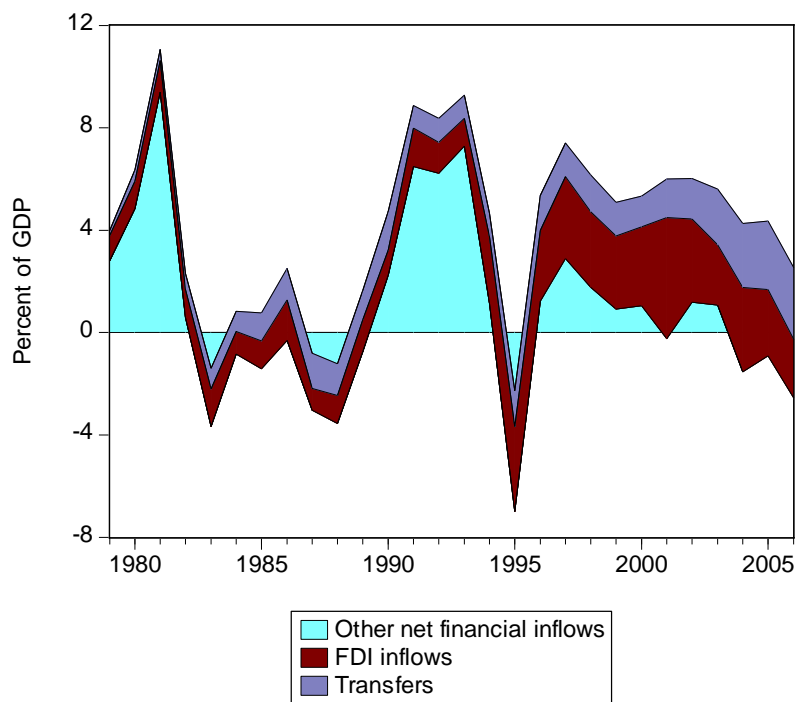 12
8
4
0
-4
-8
Percent of GDP
1980 1985 1990 1995 2000 2005
Other net financial inflows
FDI inflows
Transfers